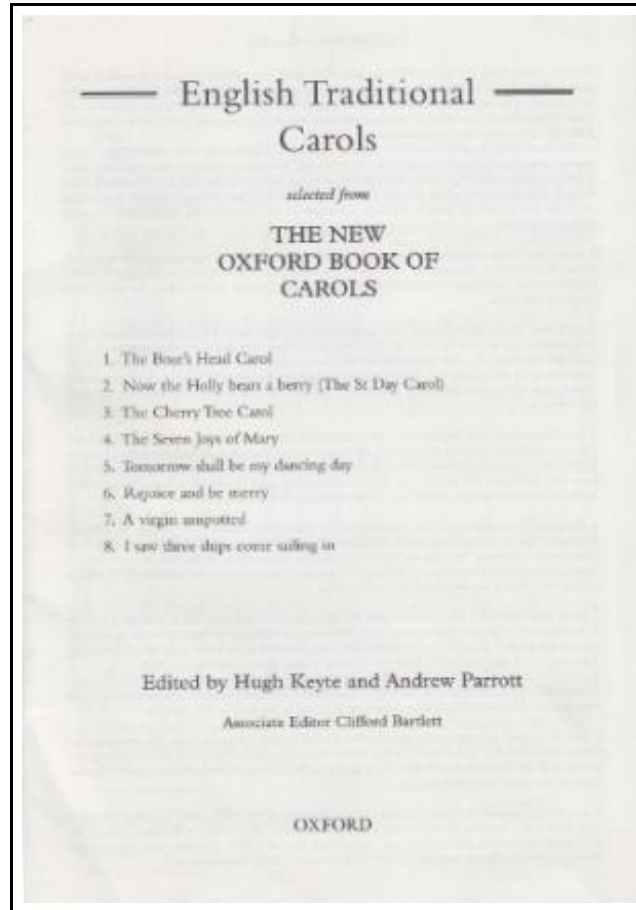 English Traditional
Carols
selected from
THE NEW
OXFORD BOOK OF
CAROLS
1. The Boar's Head Carol
2. Now the Holly bears a berry (The St Day Carol)
3. The Cherry Tree Carol
4. The Seven Joys of Mary
5. Tomorrow shall be my dancing day
6. Rejoice and be merry
7. A virgin unspotted
8. I saw three ships come sailing in
Edited by Hugh Keyte and Andrew Parrott
Associate Editor Clifford Bartlett
OXFORD